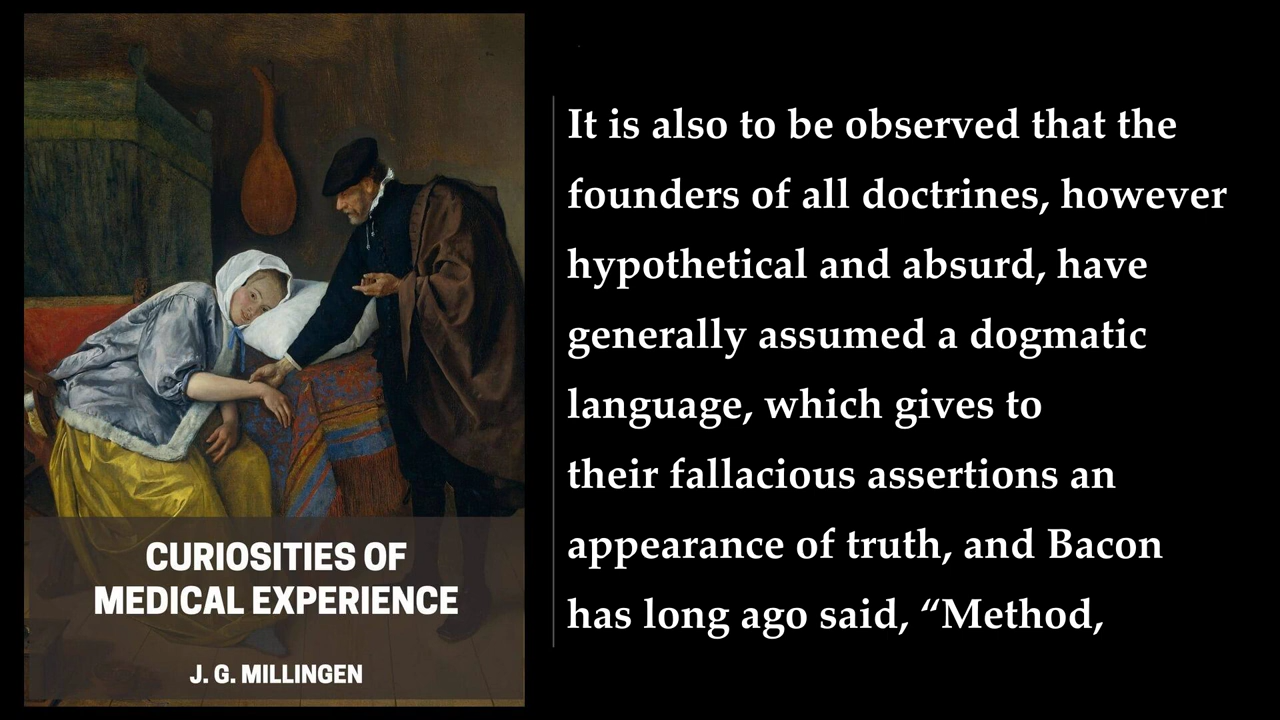 CURIOSITIES OF
MEDICAL EXPERIENCE
J. G. MILLINGEN
It is also to be observed that the
founders of all doctrines, however
hypothetical and absurd, have
generally assumed a dogmatic
language, which gives to
their fallacious assertions an
appearance of truth, and Bacon
has long ago said, “Method,